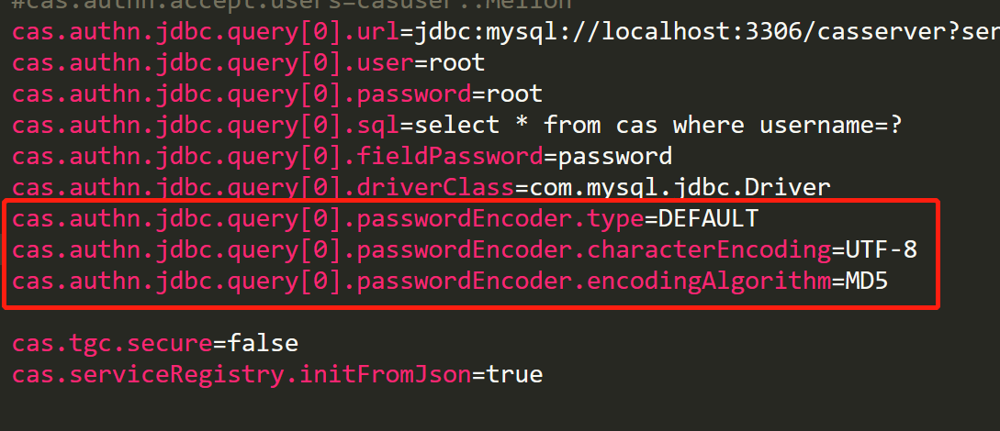 #cas.authn.accept.users=casuser::Mellon
cas.authn.jdbc.query[0].url=jdbc:mysql://localhost:3306/casserver?ser
cas.authn.jdbc.query[0].user=root
cas.authn.jdbc.query[0].password=root
cas.authn.jdbc.query[0].sql=select * from cas where username=?
cas.authn.jdbc.query[0].fieldPassword=password
cas.authn.jdbc.query[0].driverClass=com.mysql.jdbc.Driver
cas.authn.jdbc.query[0].passwordEncoder.type=DEFAULT
cas.authn.jdbc.query[0].passwordEncoder.characterEncoding=UTF-8
cas.authn.jdbc.query[0].passwordEncoder.encodingAlgorithm=MD5
cas.tgc.secure=false
cas.serviceRegistry.initFromJson=true